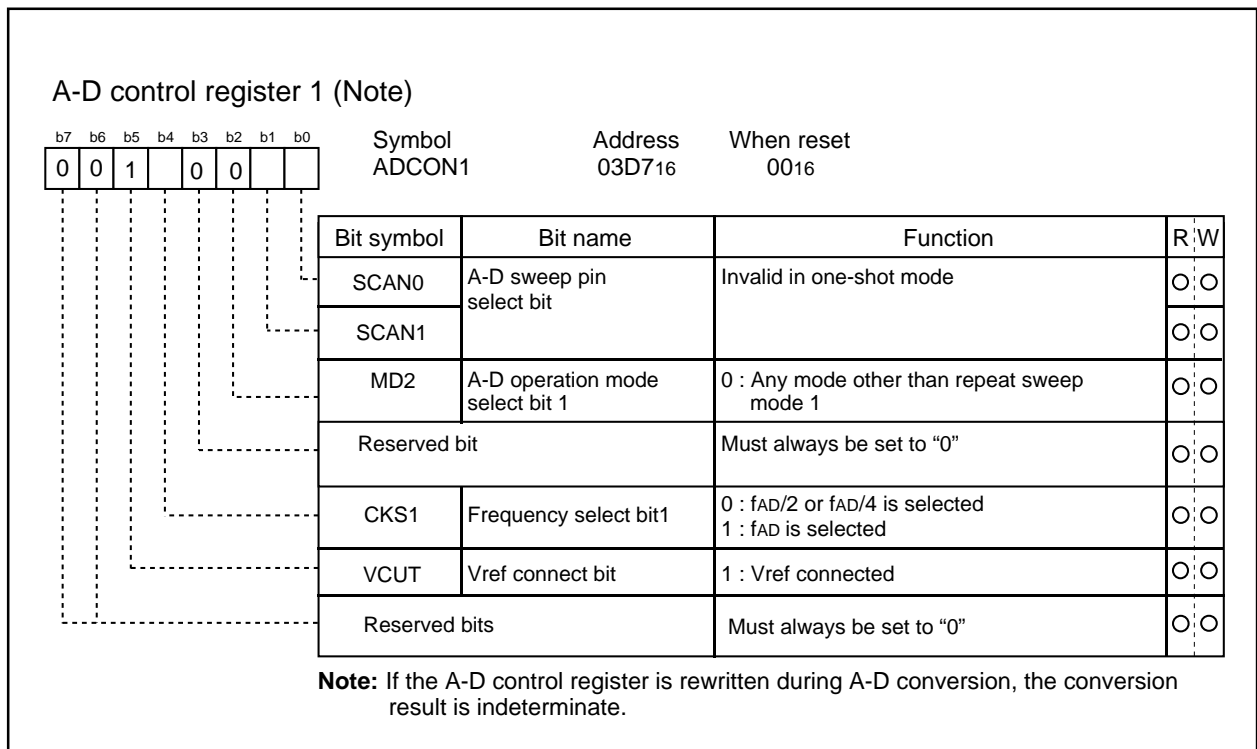 A-D control register 1 (Note)
b7 b6 b5 b4 b3 b2 b1 b0
0 0 1 0 0
Symbol Address When reset
ADCON1 03D716 0016
Bit symbol Bit name Function R W
SCAN0 A-D sweep pin select bit Invalid in one-shot mode
SCAN1
MD2 A-D operation mode select bit 1 0 : Any mode other than repeat sweep mode 1
Reserved bit Must always be set to “0”
CKS1 Frequency select bit1 0 : fAD/2 or fAD/4 is selected
1 : fAD is selected
VCUT Vref connect bit 1 : Vref connected
Reserved bits Must always be set to “0”
Note: If the A-D control register is rewritten during A-D conversion, the conversion
result is indeterminate.